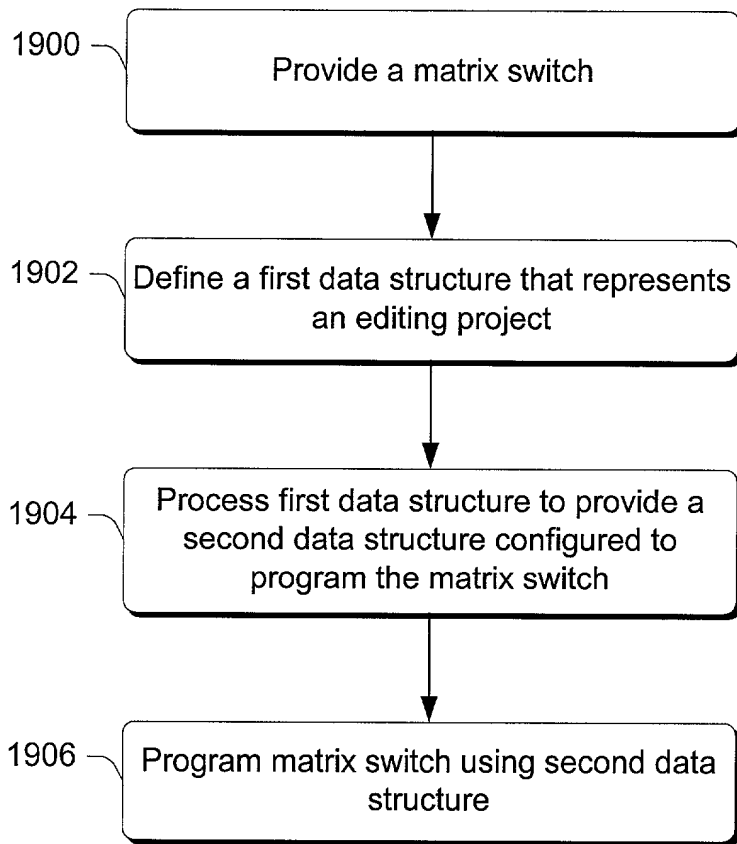 1900
Provide a matrix switch
1902
Define a first data structure that represents
an editing project
1904
Process first data structure to provide a
second data structure configured to
program the matrix switch
1906
Program matrix switch using second data
structure